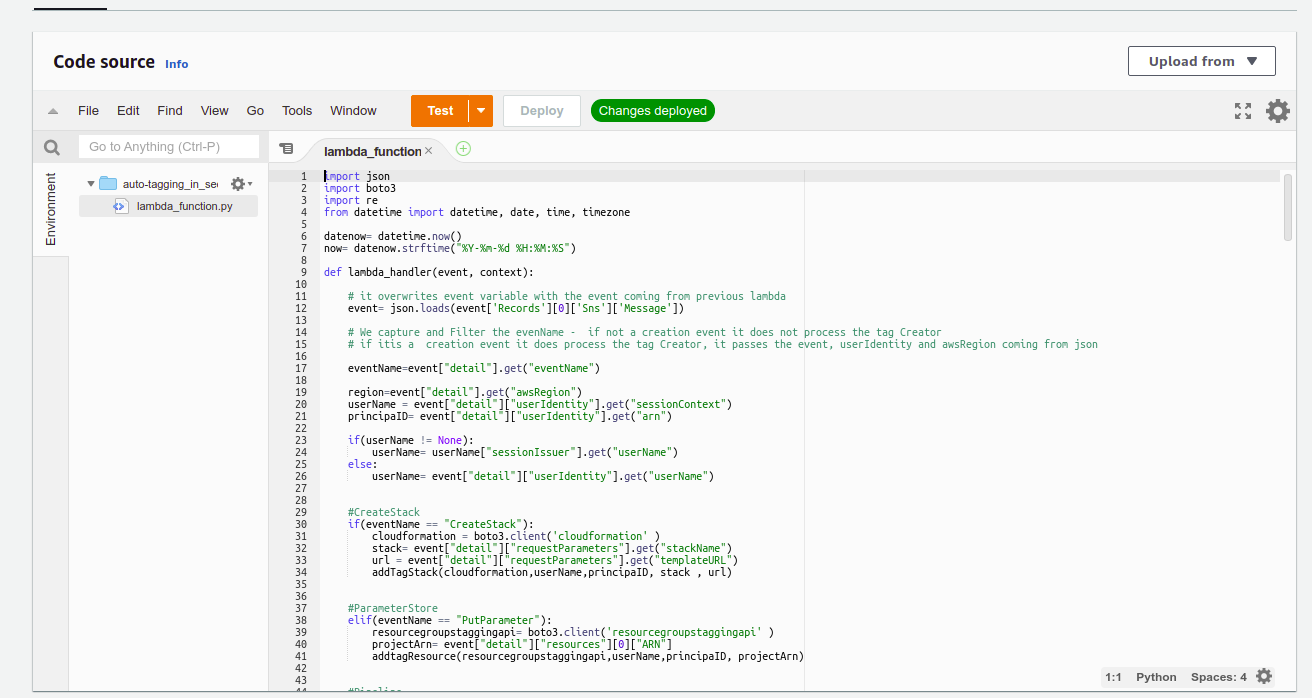 Code source Info
Upload from
File Edit Find View Go Tools Window Test Deploy Changes deployed
Go to Anything (Ctrl-P)
lambda_function
Environment
auto-tagging_in_sec
lambda_function.py
1 import json
2 import boto3
3 import re
4 from datetime import datetime, date, time, timezone
5
6 datenow= datetime.now()
7 now= datenow.strftime("%Y-%m-%d %H:%M:%S")
8
9 def lambda_handler(event, context):
10
11     # it overwrites event variable with the event coming from previous lambda
12     event= json.loads(event['Records'][0]['Sns']['Message'])
13
14     # We capture and Filter the evenName -  if not a creation event it does not process the tag Creator
15     # if itis a  creation event it does process the tag Creator, it passes the event, userIdentity and awsRegion coming from json
16
17     eventName=event["detail"].get("eventName")
18
19     region=event["detail"].get("awsRegion")
20     userName = event["detail"]["userIdentity"].get("sessionContext")
21     principaID= event["detail"]["userIdentity"].get("arn")
22
23     if(userName != None):
24         userName= userName["sessionIssuer"].get("userName")
25     else:
26         userName= event["detail"]["userIdentity"].get("userName")
27
28
29     #CreateStack
30     if(eventName == "CreateStack"):
31         cloudformation = boto3.client('cloudformation' )
32         stack= event["detail"]["requestParameters"].get("stackName")
33         url = event["detail"]["requestParameters"].get("templateURL")
34         addTagStack(cloudformation,userName,principaID, stack , url)
35
36
37     #ParameterStore
38     elif(eventName == "PutParameter"):
39         resourcegroupstaggingapi= boto3.client('resourcegroupstaggingapi' )
40         projectArn= event["detail"]["resources"][0]["ARN"]
41         addtagResource(resourcegroupstaggingapi,userName,principaID, projectArn)
42
43
44     #Pipeline
1:1 Python Spaces: 4